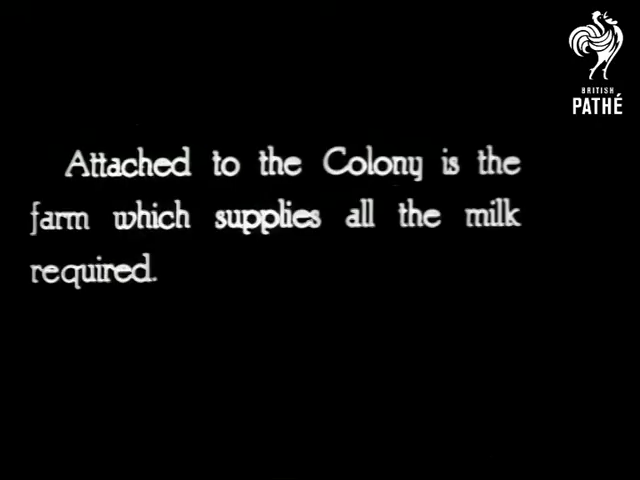 BRITISH
PATHÉ
Attached to the Colony is the
farm which supplies all the milk
required.